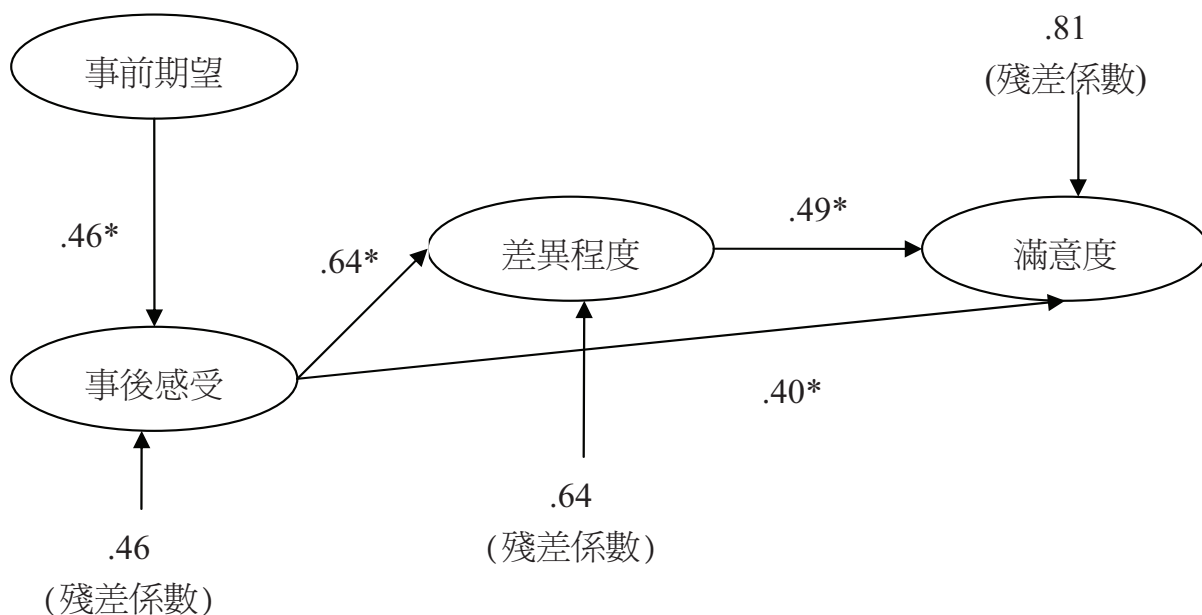 事前期望
.81
(殘差係數)
.46*
.64*
差異程度
.49*
滿意度
事後感受
.40*
.46
(殘差係數)
.64
(殘差係數)